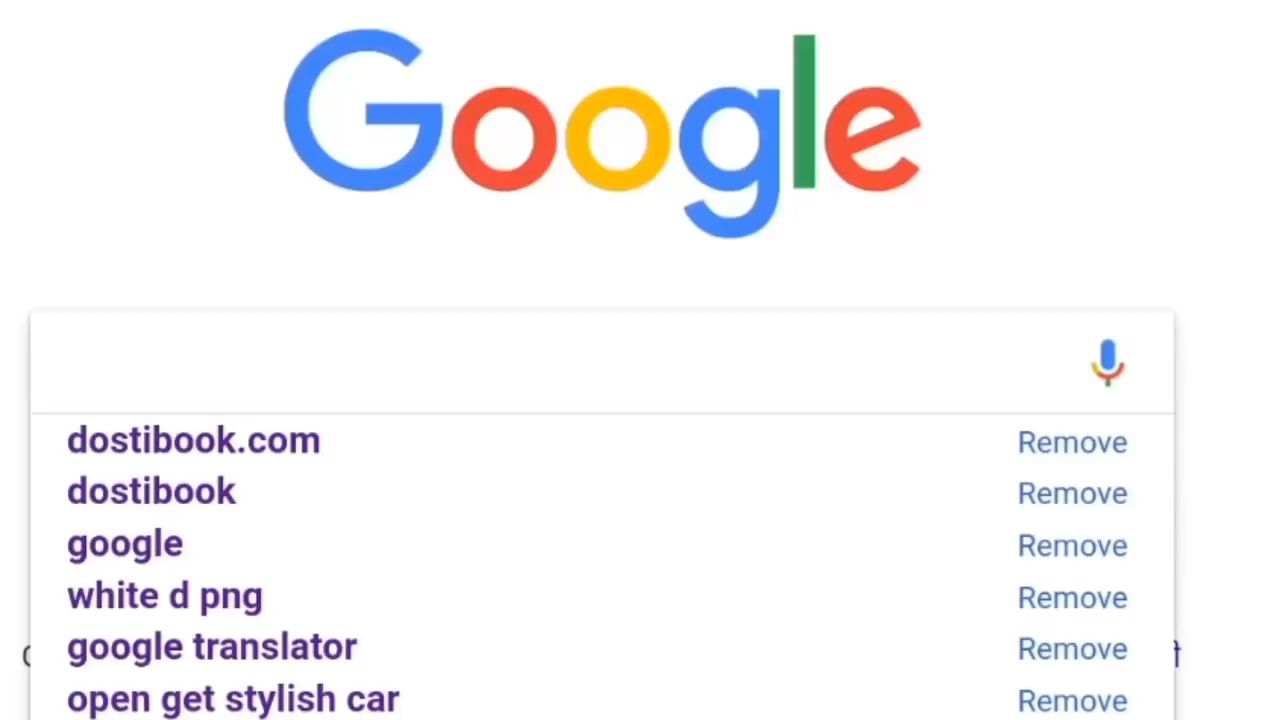 Google
dostibook.com Remove
dostibook Remove
google Remove
white d png Remove
google translator Remove
open get stylish car Remove